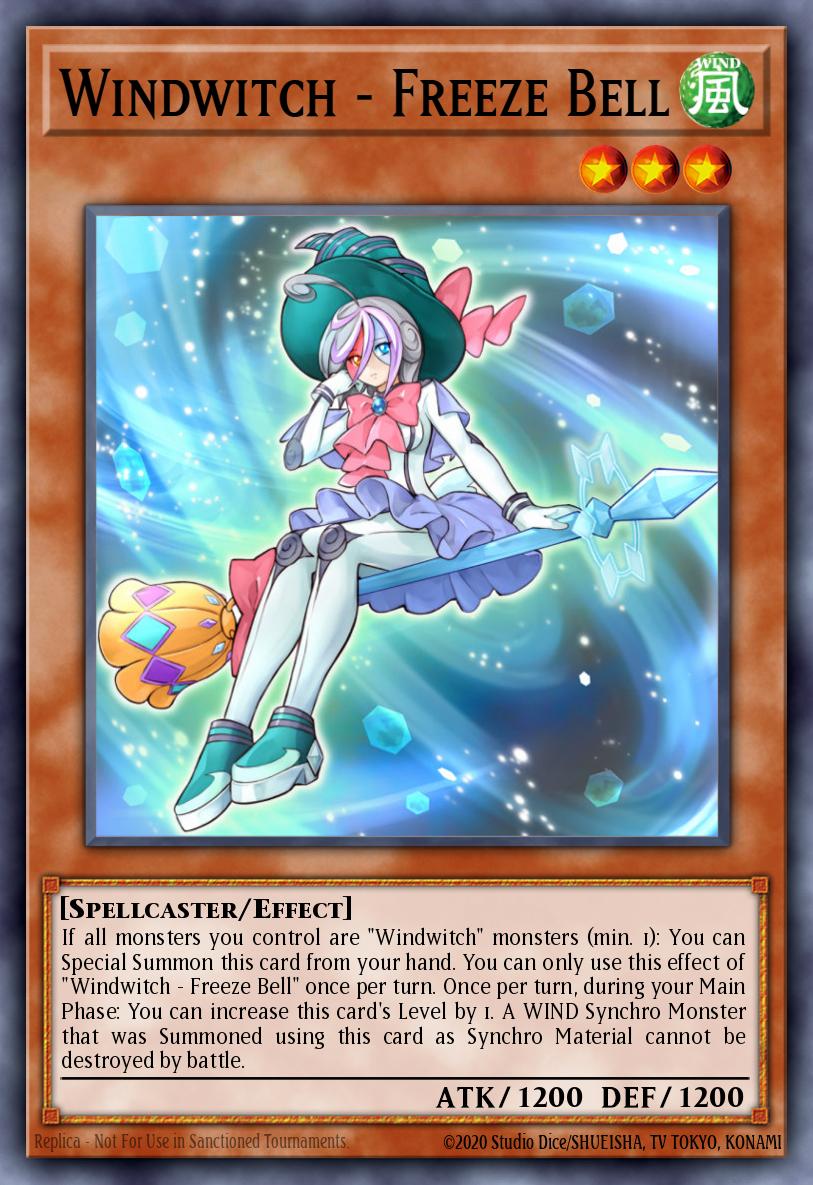 Windwitch - Freeze Bell
WIND
風
[Spellcaster/Effect]
If all monsters you control are "Windwitch" monsters (min. 1): You can
Special Summon this card from your hand. You can only use this effect of
"Windwitch - Freeze Bell" once per turn. Once per turn, during your Main
Phase: You can increase this card's Level by 1. A WIND Synchro Monster
that was Summoned using this card as Synchro Material cannot be
destroyed by battle.
ATK/1200 DEF/1200
Replica - Not For Use in Sanctioned Tournaments.
©2020 Studio Dice/SHUEISHA, TV TOKYO, KONAMI